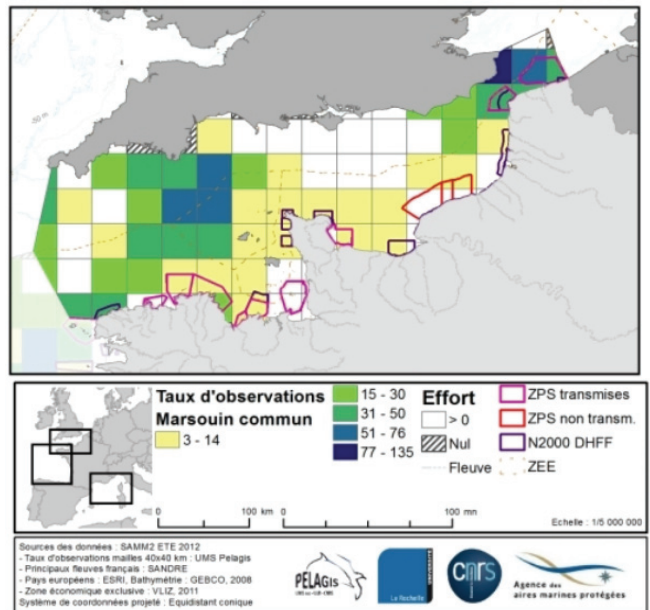 -50 m
Taux d'observations
Marsouin commun
3 - 14
15 - 30
31 - 50
51 - 76
77 - 135
Effort
> 0
Nul
Fleuve
ZPS transmises
ZPS non transm.
N2000 DHFF
ZEE
0 100 km
0 100 mn
Echelle : 1/5 000 000
Sources des données : SAMM2 ETE 2012
- Taux d'observations mailles 40x40 km : UMS Pelagis
- Principaux fleuves français : SANDRE
- Pays européens : ESRI, Bathymétrie : GEBCO, 2008
- Zone économique exclusive : VLIZ, 2011
Système de coordonnées projeté : Equidistant conique
PELAGIS
La Rochelle
cnrs
Agence des
aires marines protégées